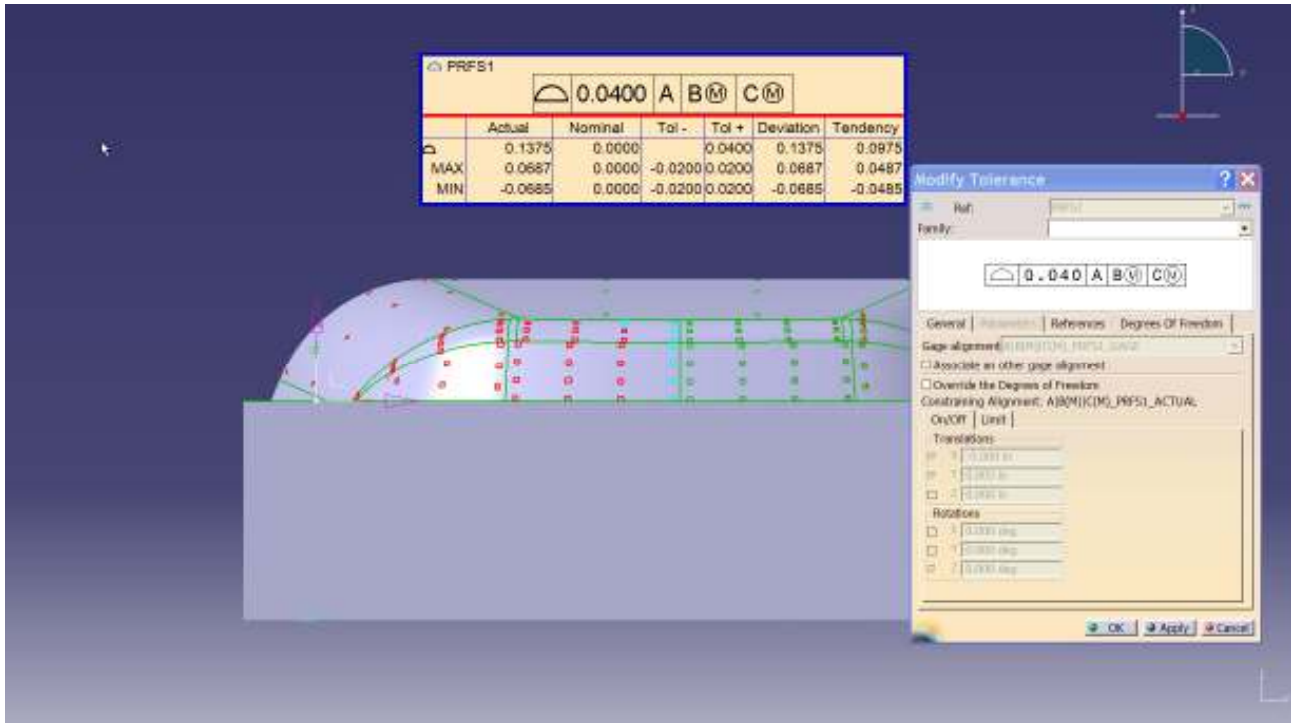 PRFS1
⌓ 0.0400 A BⓂ CⓂ
Actual Nominal Tol - Tol + Deviation Tendency
⌓ 0.1375 0.0000 0.0400 0.1375 0.0975
MAX 0.0687 0.0000 -0.0200 0.0200 0.0687 0.0487
MIN -0.0685 0.0000 -0.0200 0.0200 -0.0685 -0.0485
Modify Tolerance
Ref:
Family:
⌓ 0.040 A BⓂ CⓂ
General References Degrees Of Freedom
Gage alignment
Associate an other gage alignment
Override the Degrees of Freedom
Constraining Alignment: A|B(M)|C(M)_PRFS1_ACTUAL
On/Off Limit
Translations
Rotations
OK Apply Cancel